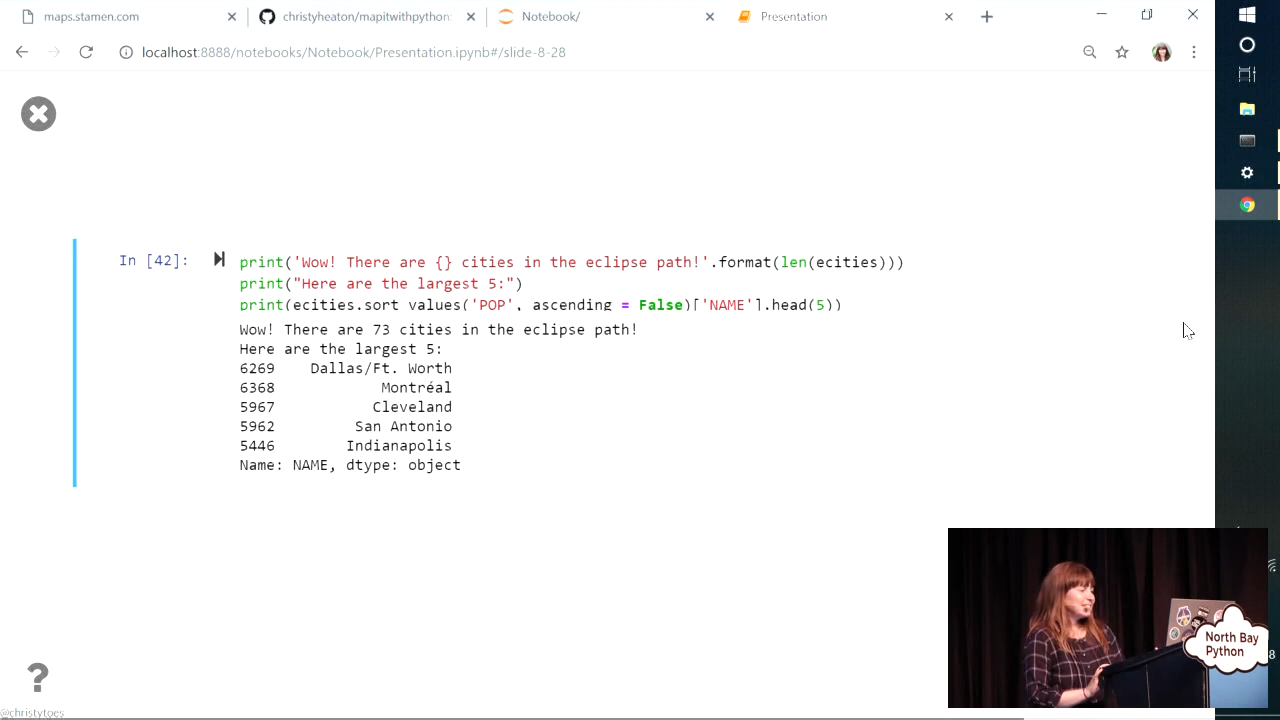 maps.stamen.com
christyheaton/mapitwithpython:
Notebook/
Presentation
localhost:8888/notebooks/Notebook/Presentation.ipynb#/slide-8-28
In [42]:
print('Wow! There are {} cities in the eclipse path!'.format(len(ecities)))
print("Here are the largest 5:")
print(ecities.sort_values('POP', ascending = False)['NAME'].head(5))
Wow! There are 73 cities in the eclipse path!
Here are the largest 5:
6269 Dallas/Ft. Worth
6368 Montréal
5967 Cleveland
5962 San Antonio
5446 Indianapolis
Name: NAME, dtype: object
North Bay
Python
?
@christytoes